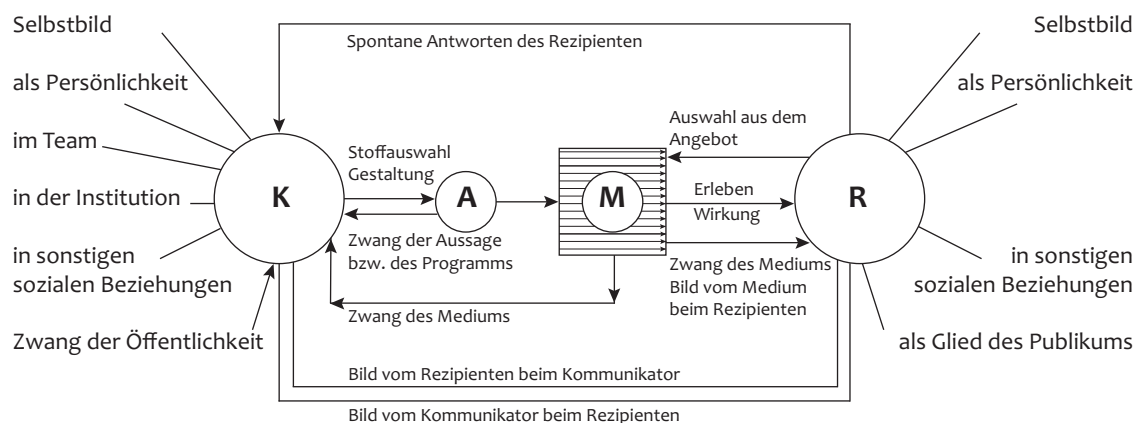 Selbstbild
als Persönlichkeit
im Team
in der Institution
in sonstigen
sozialen Beziehungen
Zwang der Öffentlichkeit
Spontane Antworten des Rezipienten
K
Stoffauswahl
Gestaltung
A
Zwang der Aussage
bzw. des Programms
Zwang des Mediums
M
Auswahl aus dem
Angebot
Erleben
Wirkung
Zwang des Mediums
Bild vom Medium
beim Rezipienten
R
Bild vom Rezipienten beim Kommunikator
Bild vom Kommunikator beim Rezipienten
Selbstbild
als Persönlichkeit
in sonstigen
sozialen Beziehungen
als Glied des Publikums